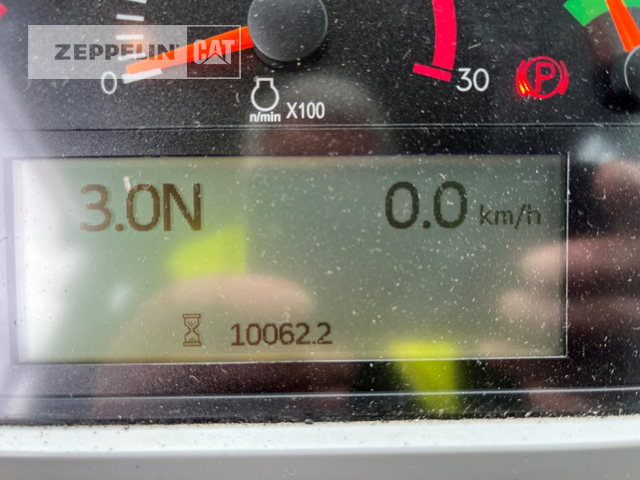 ZEPPELIN CAT
0
30
P
n/min X100
3.0N 0.0 km/h
10062.2